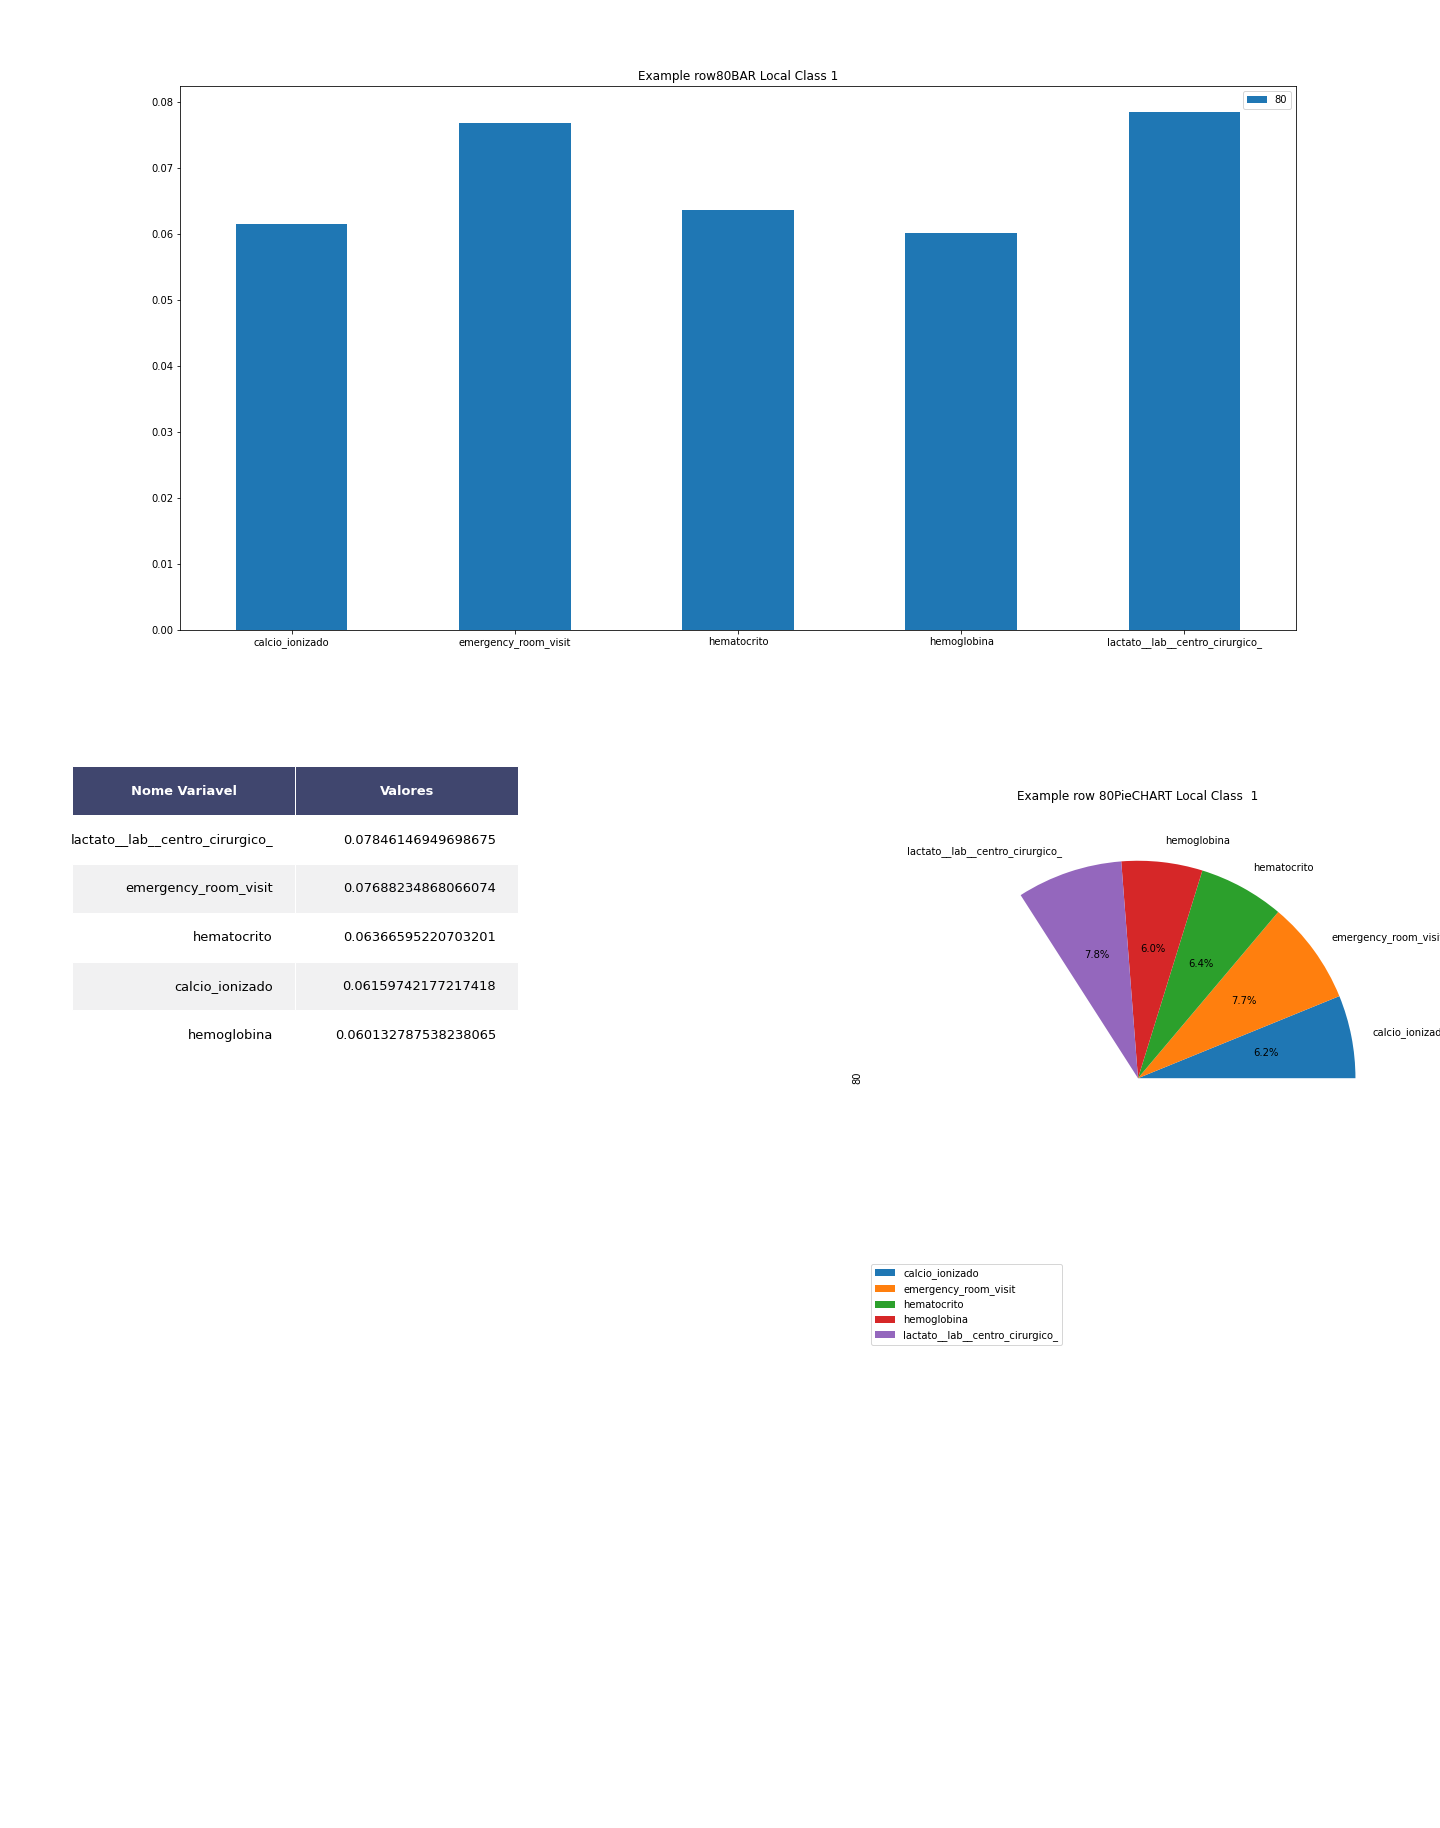 Example row80BAR Local Class 1
80
0.08
0.07
0.06
0.05
0.04
0.03
0.02
0.01
0.00
calcio_ionizado
emergency_room_visit
hematocrito
hemoglobina
lactato__lab__centro_cirurgico_
Nome Variavel Valores
lactato__lab__centro_cirurgico_ 0.07846146949698675
emergency_room_visit 0.07688234868066074
hematocrito 0.06366595220703201
calcio_ionizado 0.06159742177217418
hemoglobina 0.060132787538238065
Example row 80PieCHART Local Class  1
hemoglobina
lactato__lab__centro_cirurgico_
hematocrito
emergency_room_visi
calcio_ionizad
7.8%
6.0%
6.4%
7.7%
6.2%
80
calcio_ionizado
emergency_room_visit
hematocrito
hemoglobina
lactato__lab__centro_cirurgico_